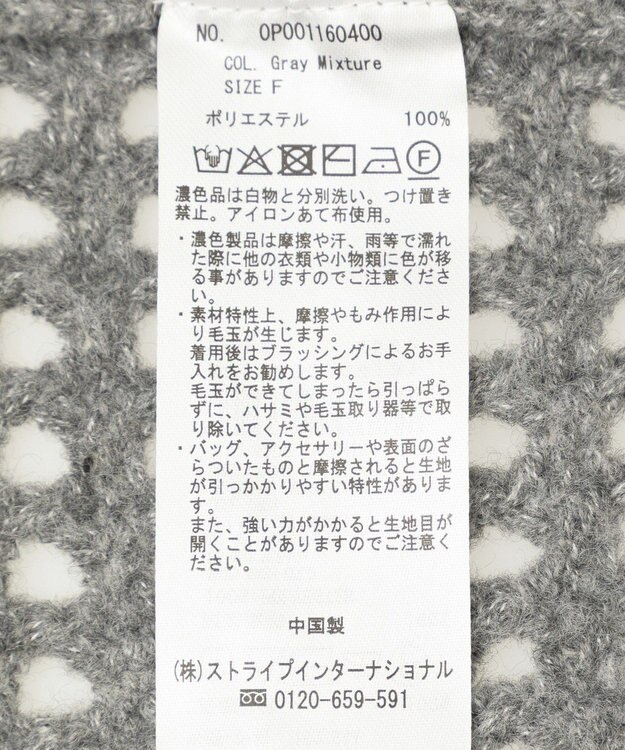 NO. OP001160400
COL. Gray Mixture
SIZE F
ポリエステル 100%
F
濃色品は白物と分別洗い。つけ置き
禁止。アイロンあて布使用。
・濃色製品は摩擦や汗、雨等で濡れ
た際に他の衣類や小物類に色が移
る事がありますのでご注意くださ
い。
・素材特性上、摩擦やもみ作用によ
り毛玉が生じます。
着用後はブラッシングによるお手
入れをお勧めします。
毛玉ができてしまったら引っぱら
ずに、ハサミや毛玉取り器等で取
り除いてください。
・バッグ、アクセサリーや表面のざ
らついたものと摩擦されると生地
が引っかかりやすい特性がありま
す。
また、強い力がかかると生地目が
開くことがありますのでご注意く
ださい。
中国製
(株)ストライプインターナショナル
0120-659-591